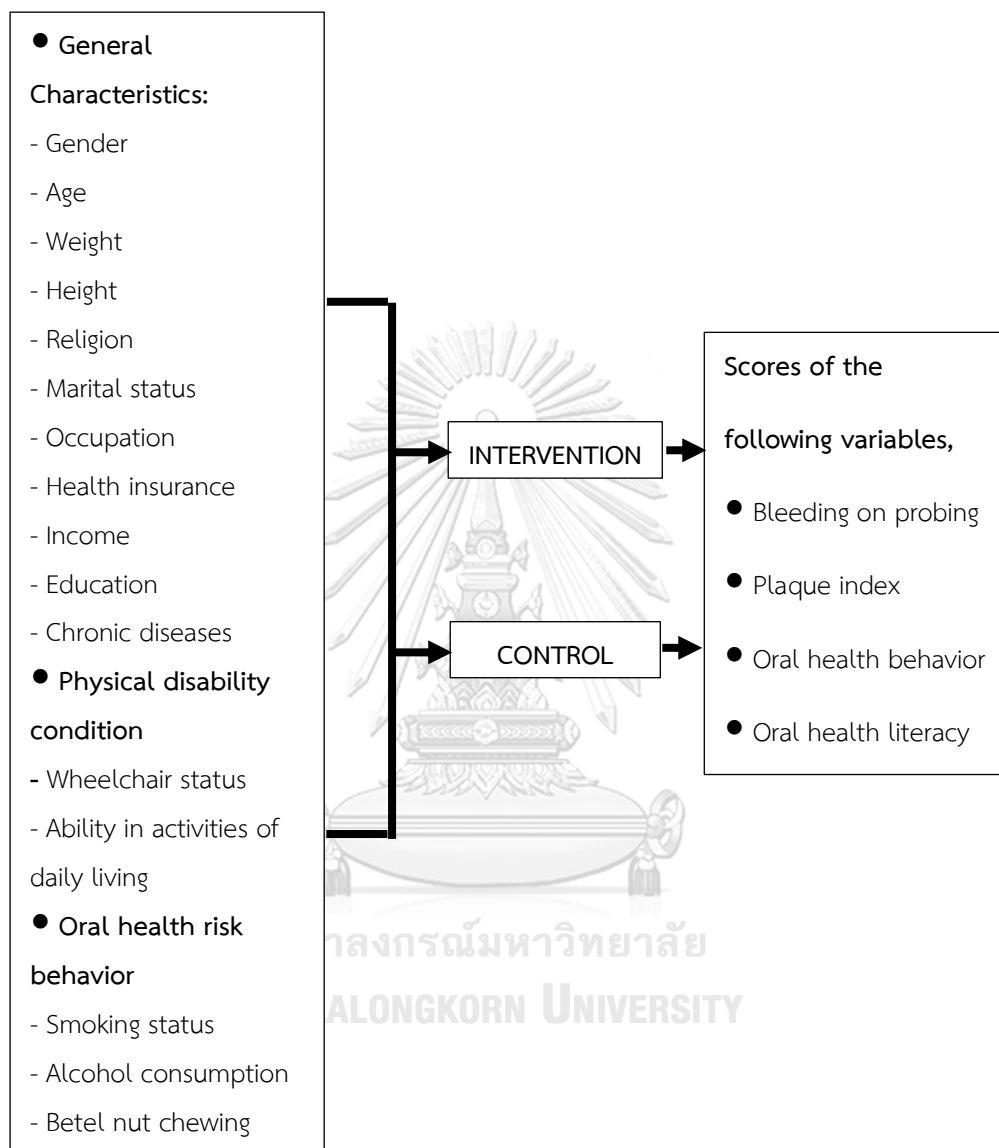 ● General
Characteristics:
- Gender
- Age
- Weight
- Height
- Religion
- Marital status
- Occupation
- Health insurance
- Income
- Education
- Chronic diseases
● Physical disability
condition
- Wheelchair status
- Ability in activities of
daily living
● Oral health risk
behavior
- Smoking status
- Alcohol consumption
- Betel nut chewing
INTERVENTION
CONTROL
Scores of the
following variables,
● Bleeding on probing
● Plaque index
● Oral health behavior
● Oral health literacy
าลงกรณ์มหาวิทยาลัย
ALONGKORN UNIVERSITY